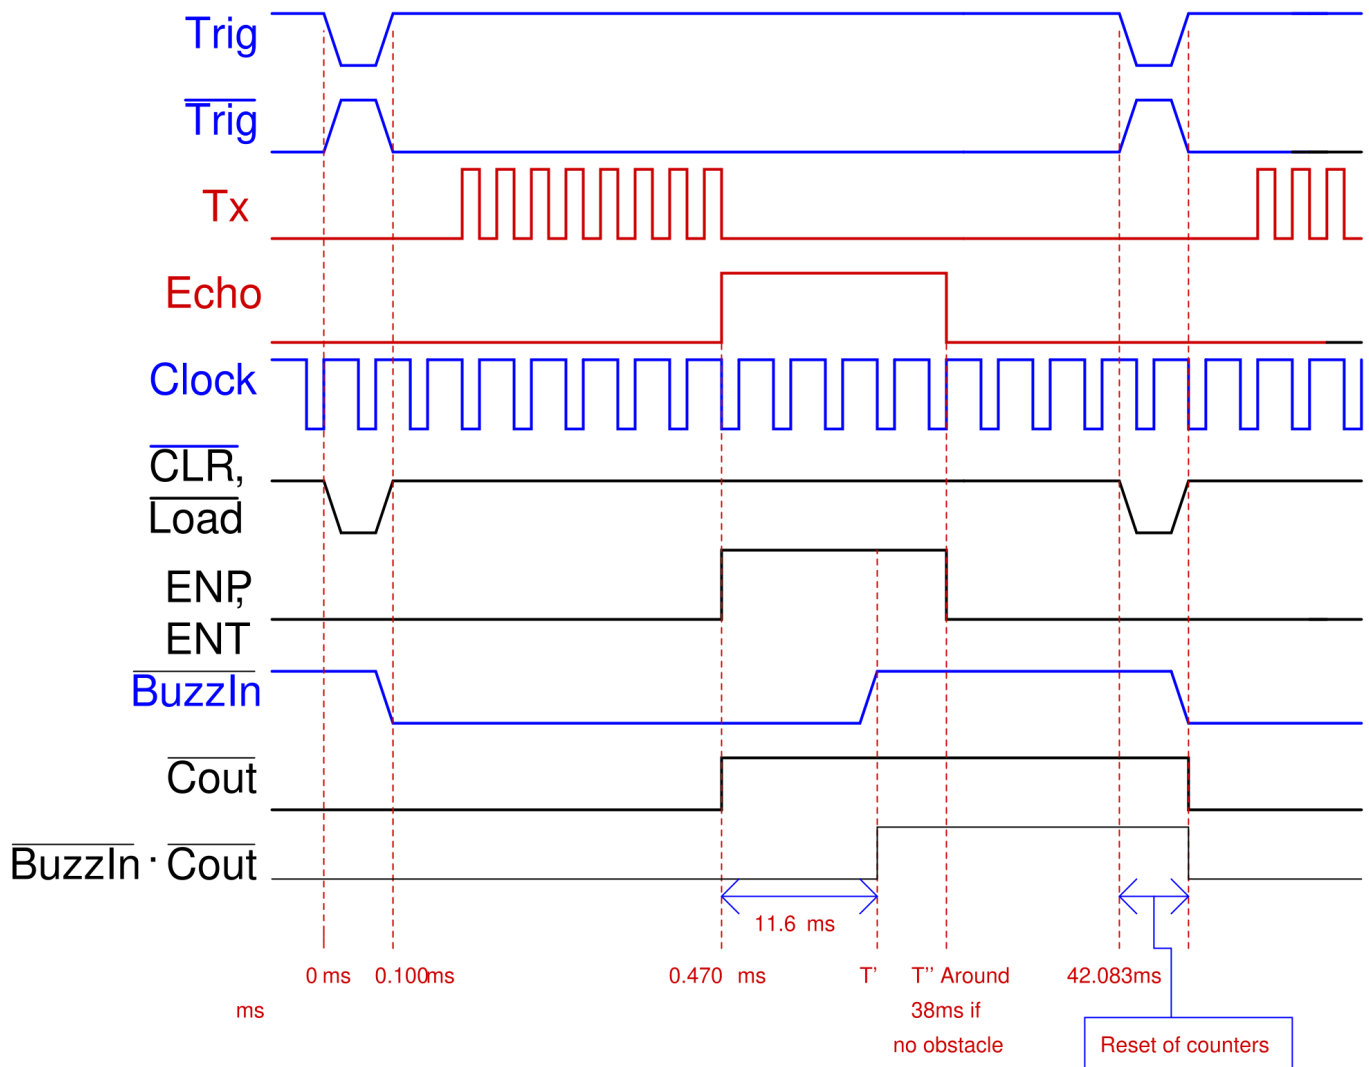 Trig
Trig
Tx
Echo
Clock
CLR,
Load
ENP,
ENT
BuzzIn
Cout
BuzzIn · Cout
11.6 ms
0 ms 0.100ms 0.470 ms T' T'' Around 42.083ms
ms 38ms if
no obstacle Reset of counters